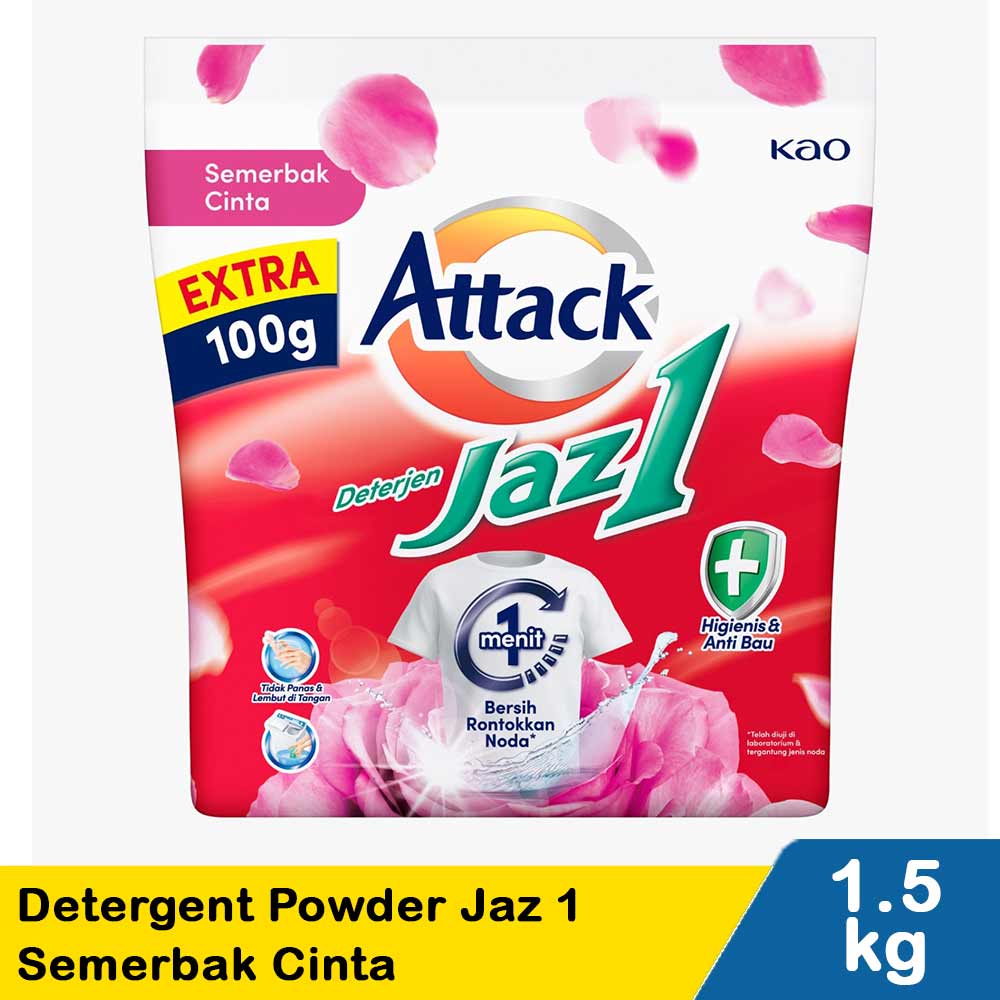 Kao
Semerbak
Cinta
EXTRA
100g
Attack
Deterjen
Jaz1
1
menit
Bersih
Rontokkan
Noda*
Higienis &
Anti Bau
Tidak Panas &
Lembut di Tangan
*Telah diuji di
laboratorium &
tergantung jenis noda
Detergent Powder Jaz 1
Semerbak Cinta
1.5
kg